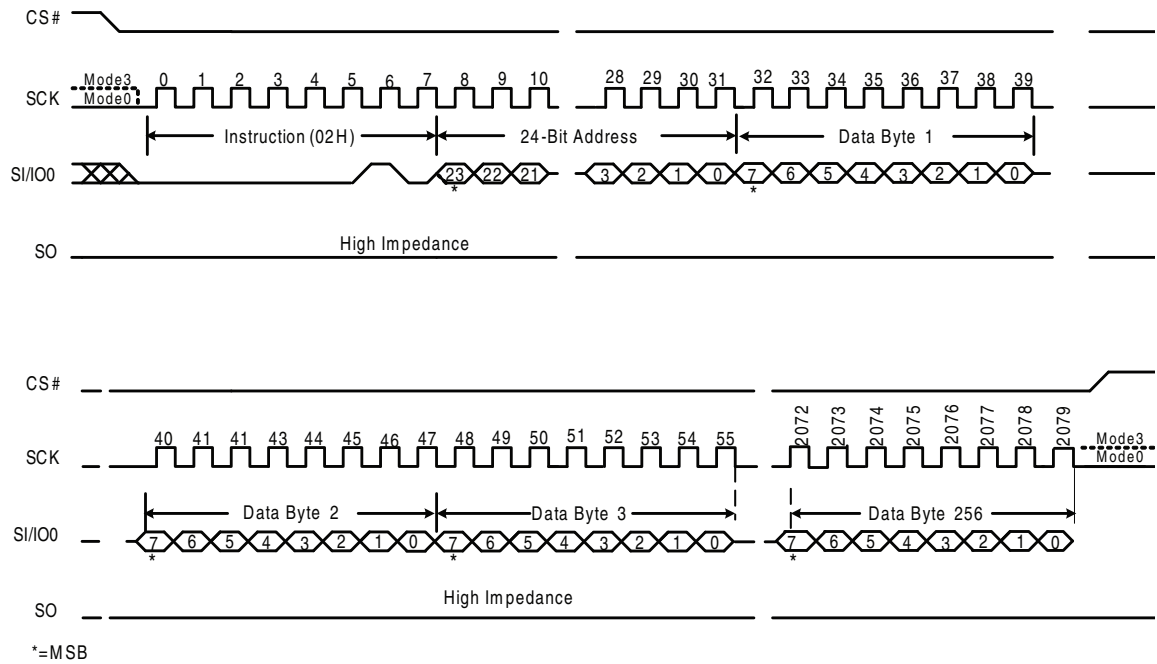 CS#
Mode3
0 1 2 3 4 5 6 7 8 9 10 28 29 30 31 32 33 34 35 36 37 38 39
SCK
Mode0
Instruction (02H) 24-Bit Address Data Byte 1
SI/IO0 23 22 21 3 2 1 0 7 6 5 4 3 2 1 0
* *
High Impedance
SO
CS#
40 41 41 43 44 45 46 47 48 49 50 51 52 53 54 55 2072 2073 2074 2075 2076 2077 2078 2079
Mode3
SCK
Mode0
Data Byte 2 Data Byte 3 Data Byte 256
SI/IO0 7 6 5 4 3 2 1 0 7 6 5 4 3 2 1 0 7 6 5 4 3 2 1 0
* * *
High Impedance
SO
*=MSB